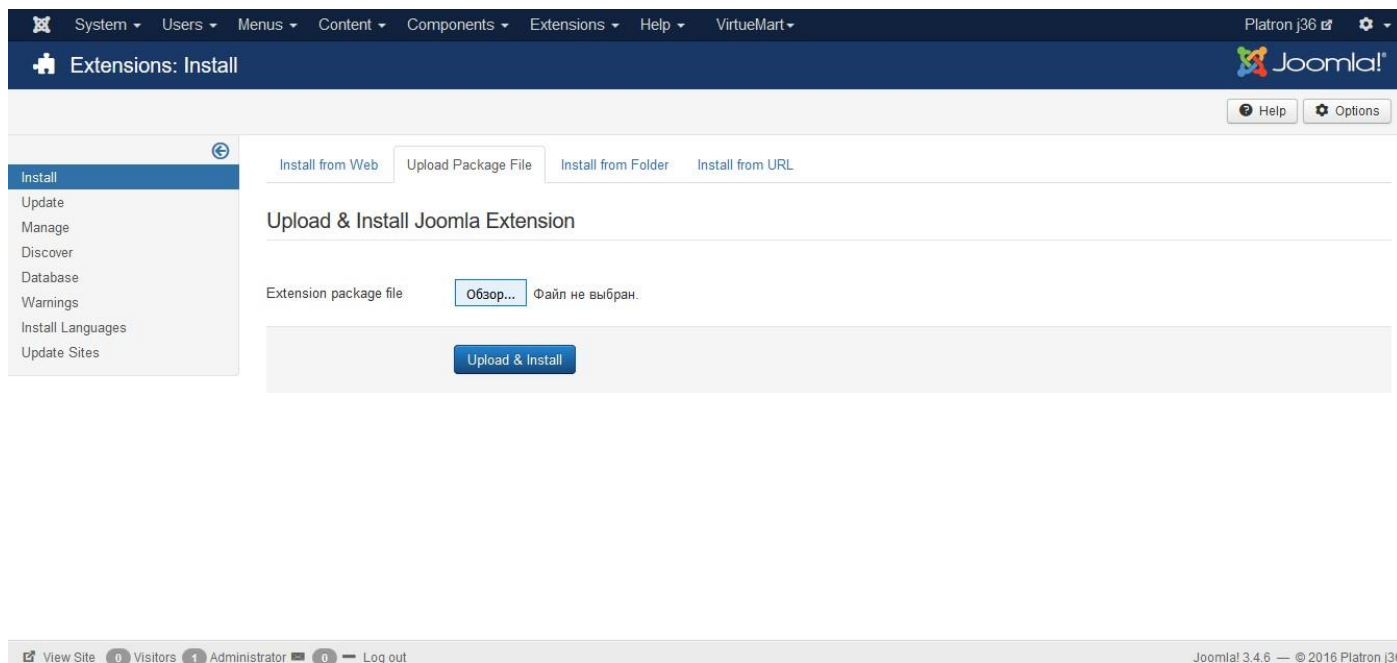 System Users Menus Content Components Extensions Help VirtueMart Platron j36
Extensions: Install Joomla!®
Help Options
Install from Web Upload Package File Install from Folder Install from URL
Install
Update
Manage
Discover
Database
Warnings
Install Languages
Update Sites
Upload & Install Joomla Extension
Extension package file Обзор... Файл не выбран.
Upload & Install
View Site 0 Visitors 1 Administrator 0 Log out Joomla! 3.4.6 — © 2016 Platron j36